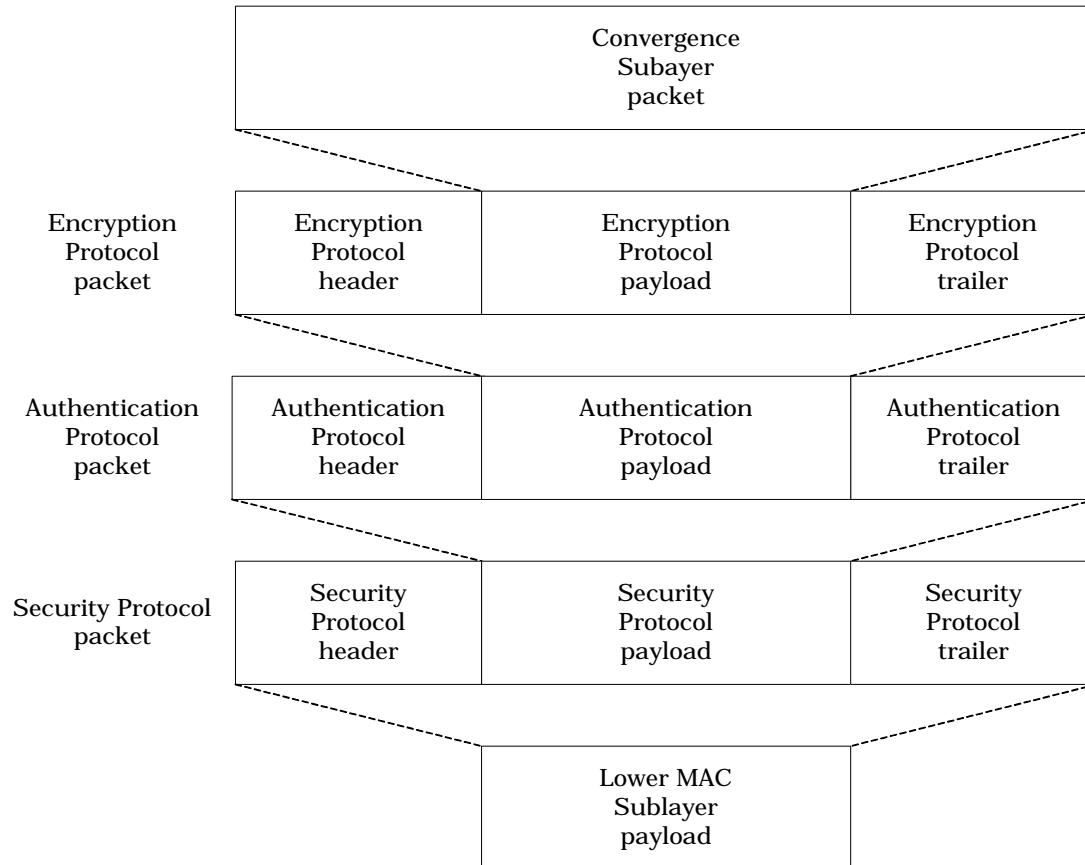 Convergence
Subayer
packet
Encryption
Protocol
packet
Encryption
Protocol
header
Encryption
Protocol
payload
Encryption
Protocol
trailer
Authentication
Protocol
packet
Authentication
Protocol
header
Authentication
Protocol
payload
Authentication
Protocol
trailer
Security Protocol
packet
Security
Protocol
header
Security
Protocol
payload
Security
Protocol
trailer
Lower MAC
Sublayer
payload